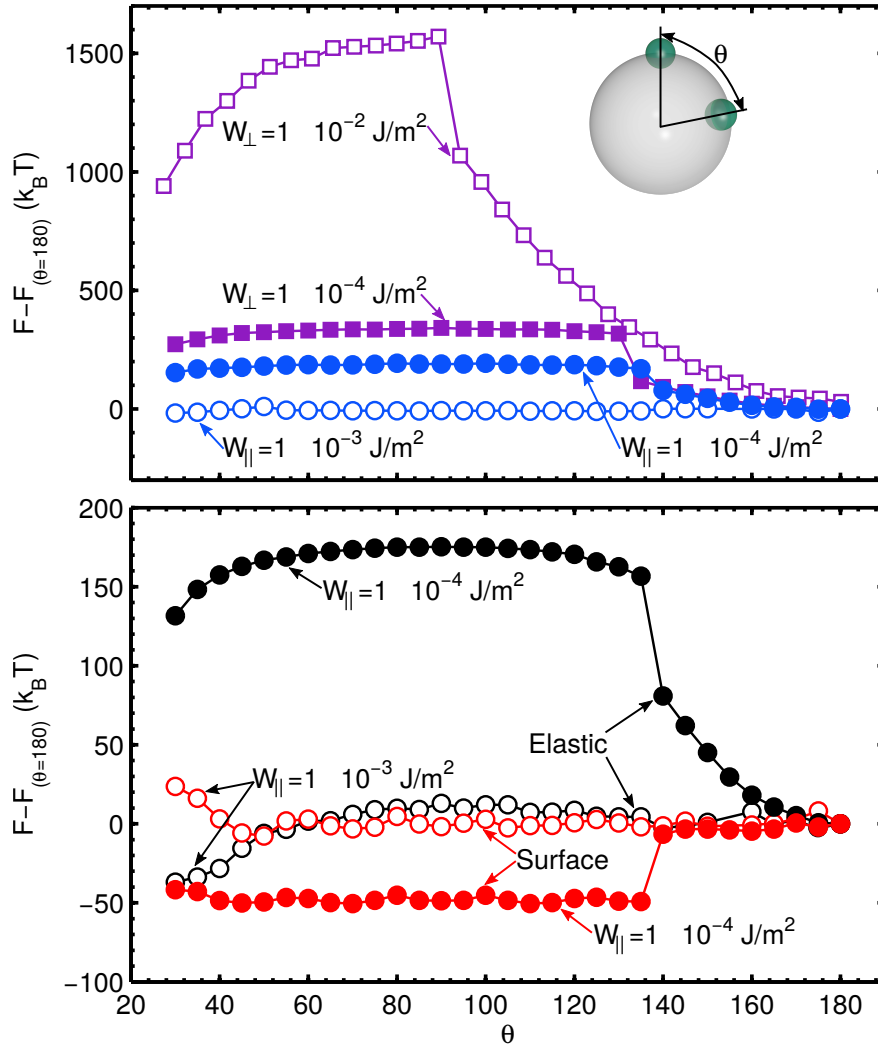 1500
1000
500
0
F−F(θ=180) (kBT)
θ
W⊥=1 10−2 J/m2
W⊥=1 10−4 J/m2
W||=1 10−3 J/m2
W||=1 10−4 J/m2
200
150
100
50
0
−50
−100
F−F(θ=180) (kBT)
W||=1 10−4 J/m2
Elastic
W||=1 10−3 J/m2
Surface
W||=1 10−4 J/m2
20 40 60 80 100 120 140 160 180
θ